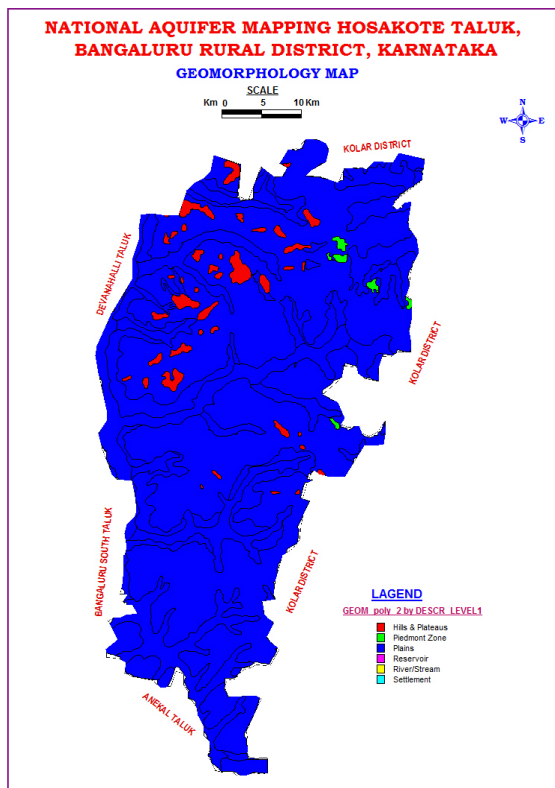 NATIONAL AQUIFER MAPPING HOSAKOTE TALUK,
BANGALURU RURAL DISTRICT, KARNATAKA
GEOMORPHOLOGY MAP
SCALE
Km 0 5 10 Km
N
W E
S
KOLAR DISTRICT
DEVANAHALLI TALUK
KOLAR DISTRICT
BANGALURU SOUTH TALUK
KOLAR DISTRICT
ANEKAL TALUK
LAGEND
GEOM_poly_2 by DESCR_LEVEL1
Hills & Plateaus
Piedmont Zone
Plains
Reservoir
River/Stream
Settlement